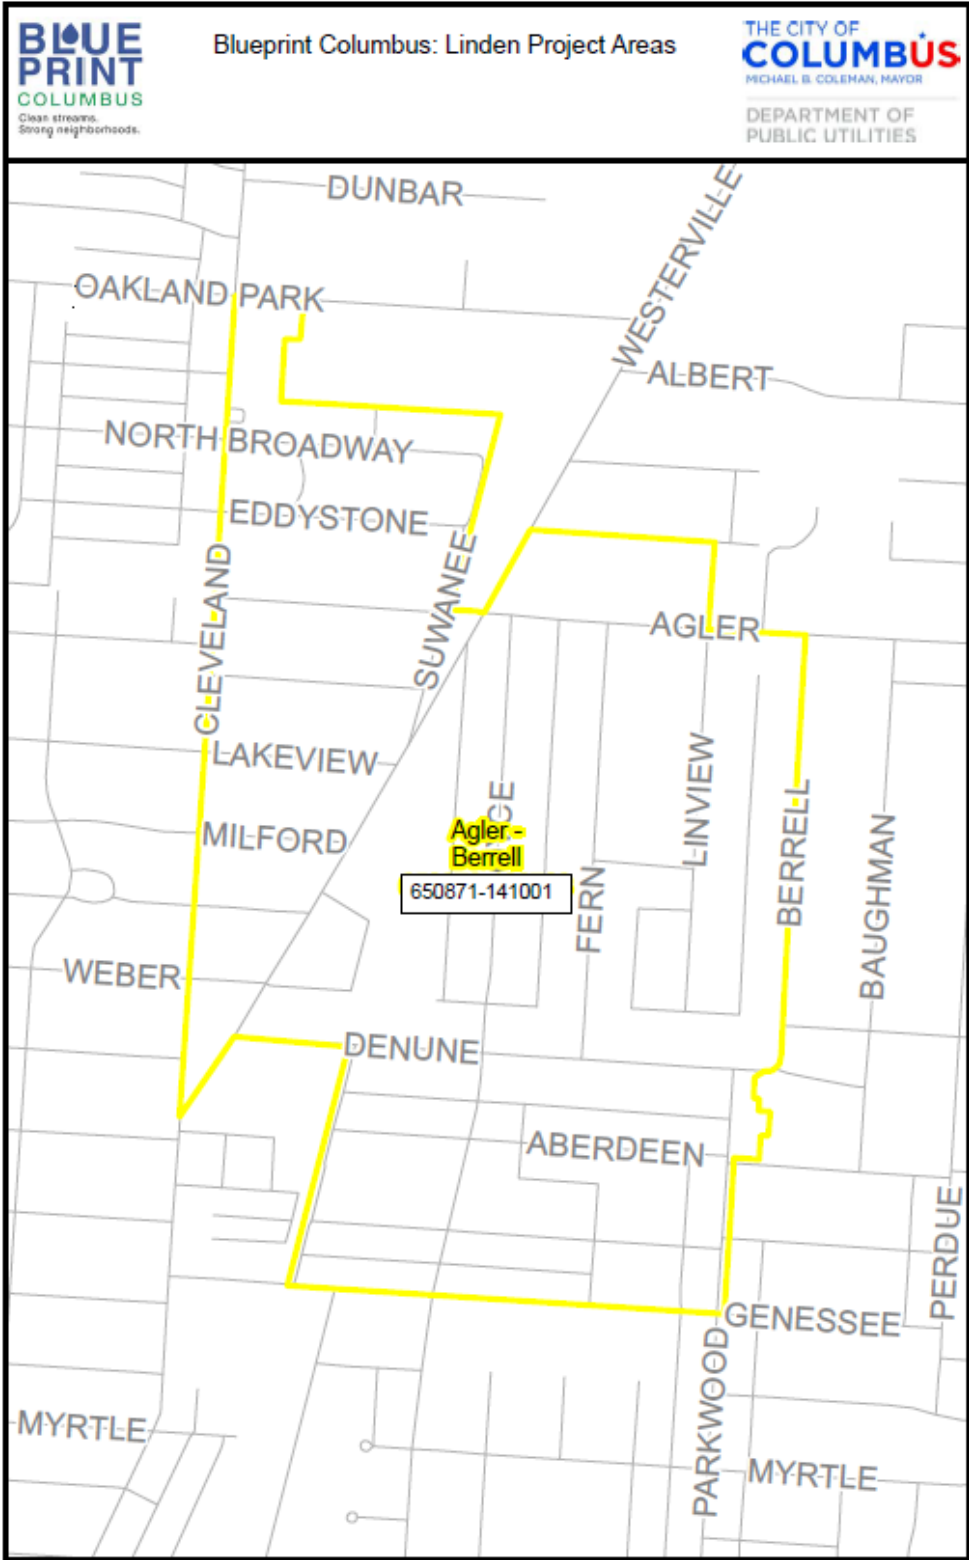 BLUE
PRINT
COLUMBUS
Clean streams.
Strong neighborhoods.
Blueprint Columbus: Linden Project Areas
THE CITY OF
COLUMBUS
MICHAEL B. COLEMAN, MAYOR
DEPARTMENT OF
PUBLIC UTILITIES
DUNBAR
WESTERVILLE
OAKLAND PARK
ALBERT
NORTH BROADWAY
EDDYSTONE
CLEVELAND
SUWANEE
AGLER
LAKEVIEW
LINVIEW
MILFORD
Agler -
Berrell
650871-141001
BERRELL
BAUGHMAN
FERN
WEBER
DENUNE
ABERDEEN
PERDUE
GENESSEE
PARKWOOD
MYRTLE
MYRTLE